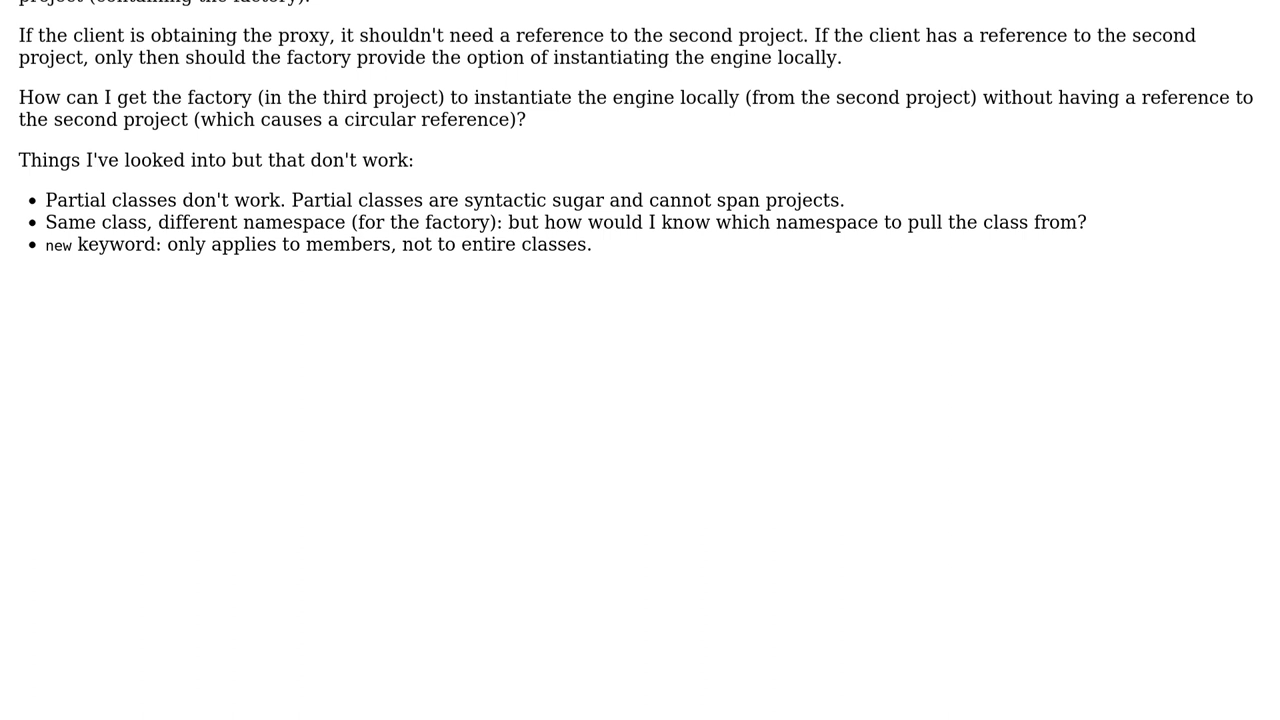 project (containing the factory).
If the client is obtaining the proxy, it shouldn't need a reference to the second project. If the client has a reference to the second
project, only then should the factory provide the option of instantiating the engine locally.
How can I get the factory (in the third project) to instantiate the engine locally (from the second project) without having a reference to
the second project (which causes a circular reference)?
Things I've looked into but that don't work:
• Partial classes don't work. Partial classes are syntactic sugar and cannot span projects.
• Same class, different namespace (for the factory): but how would I know which namespace to pull the class from?
• new keyword: only applies to members, not to entire classes.